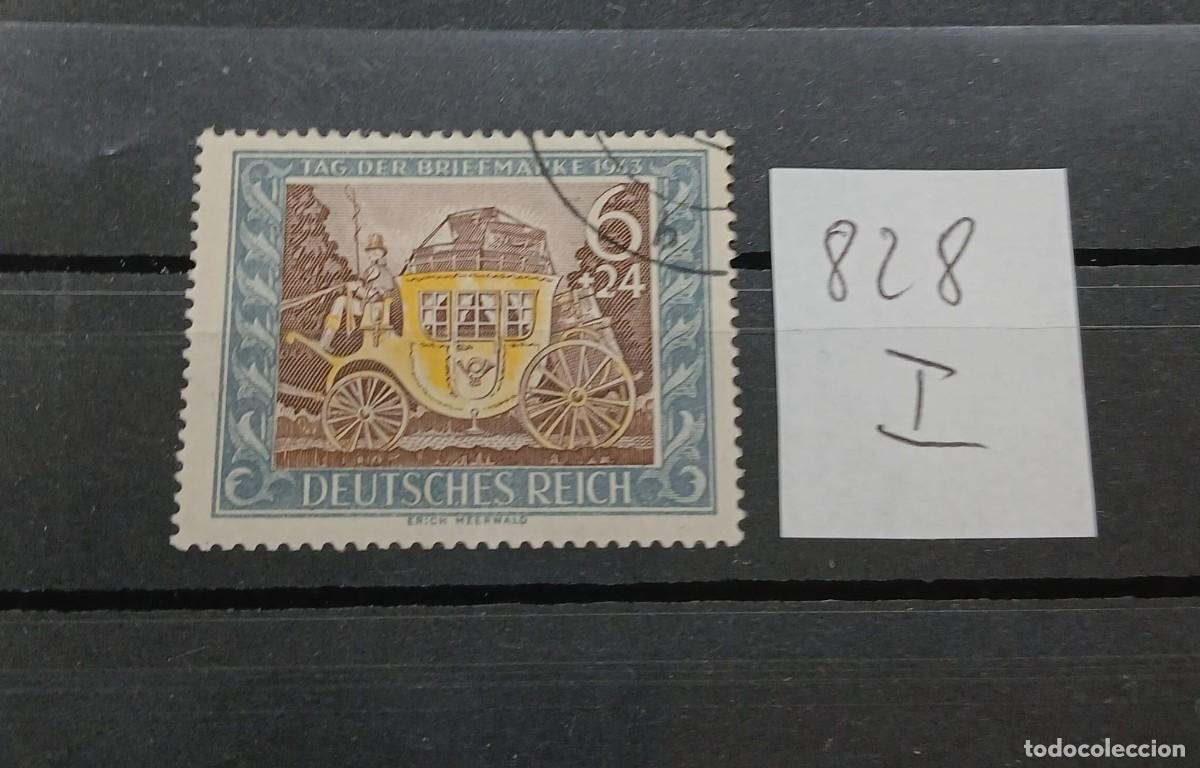 TAG DER BRIEFMARKE 1943
6
+24
DEUTSCHES REICH
ERICH MEERWALD
828
I
todocoleccion